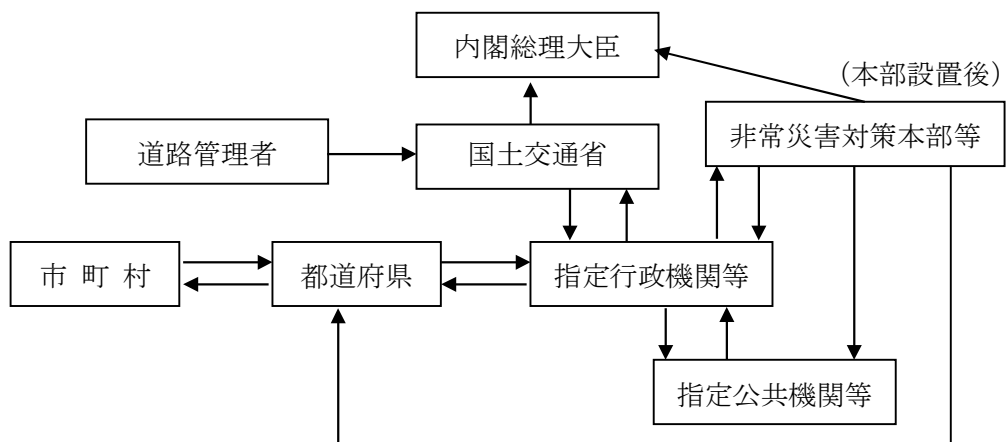 内閣総理大臣
（本部設置後）
非常災害対策本部等
道路管理者
国土交通省
市 町 村
都道府県
指定行政機関等
指定公共機関等